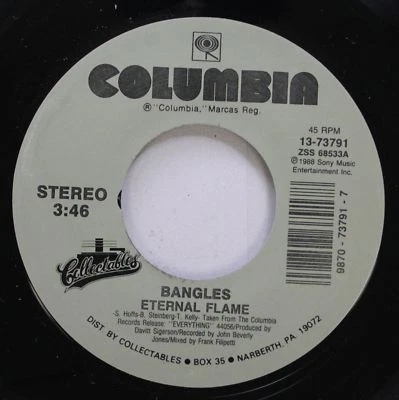 COLUMBIA
® "Columbia," Marcas Reg.
45 RPM
13-73791
ZSS 68533A
℗ 1988 Sony Music
Entertainment Inc.
STEREO
3:46
Collectables
9870 - 73791 - 7
BANGLES
ETERNAL FLAME
-S. Hoffs-B. Steinberg-T. Kelly- Taken From The Columbia
Records Release: "EVERYTHING" 44056/Produced by
Davitt Sigerson/Recorded by John Beverly
Jones/Mixed by Frank Filipetti
DIST. BY COLLECTABLES • BOX 35 • NARBERTH, PA 19072